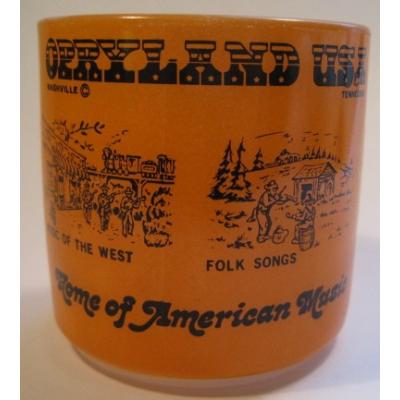 OPRYLAND USA
NASHVILLE © TENNESSEE
OF THE WEST
FOLK SONGS
Home of American Music